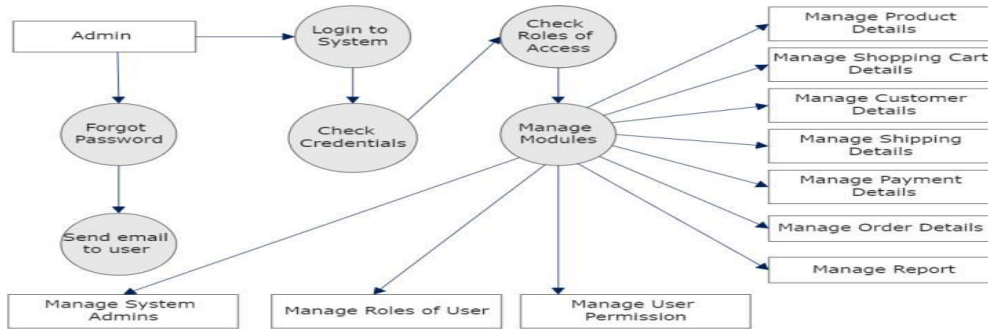 Admin
Login to
System
Check
Roles of
Access
Manage Product
Details
Manage Shopping Cart
Details
Forgot
Password
Check
Credentials
Manage
Modules
Manage Customer
Details
Manage Shipping
Details
Manage Payment
Details
Send email
to user
Manage Order Details
Manage Report
Manage System
Admins
Manage Roles of User
Manage User
Permission